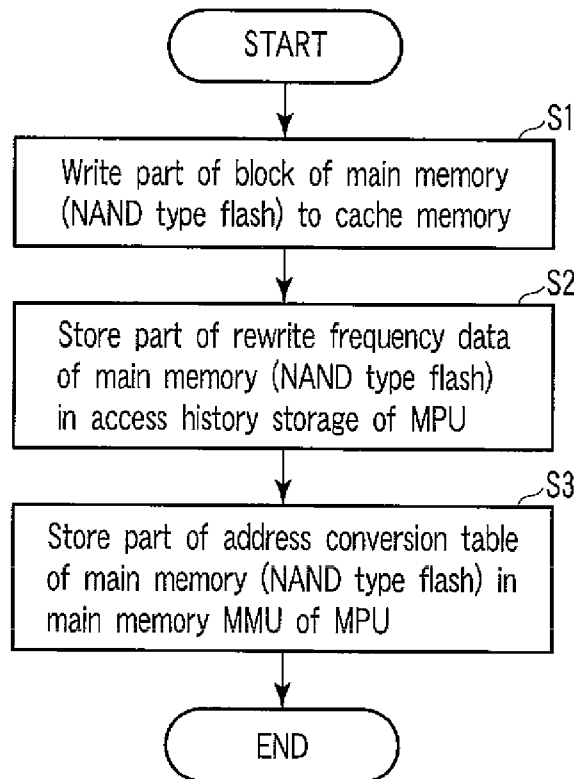 START
S1
Write part of block of main memory
(NAND type flash) to cache memory
S2
Store part of rewrite frequency data
of main memory (NAND type flash)
in access history storage of MPU
S3
Store part of address conversion table
of main memory (NAND type flash) in
main memory MMU of MPU
END